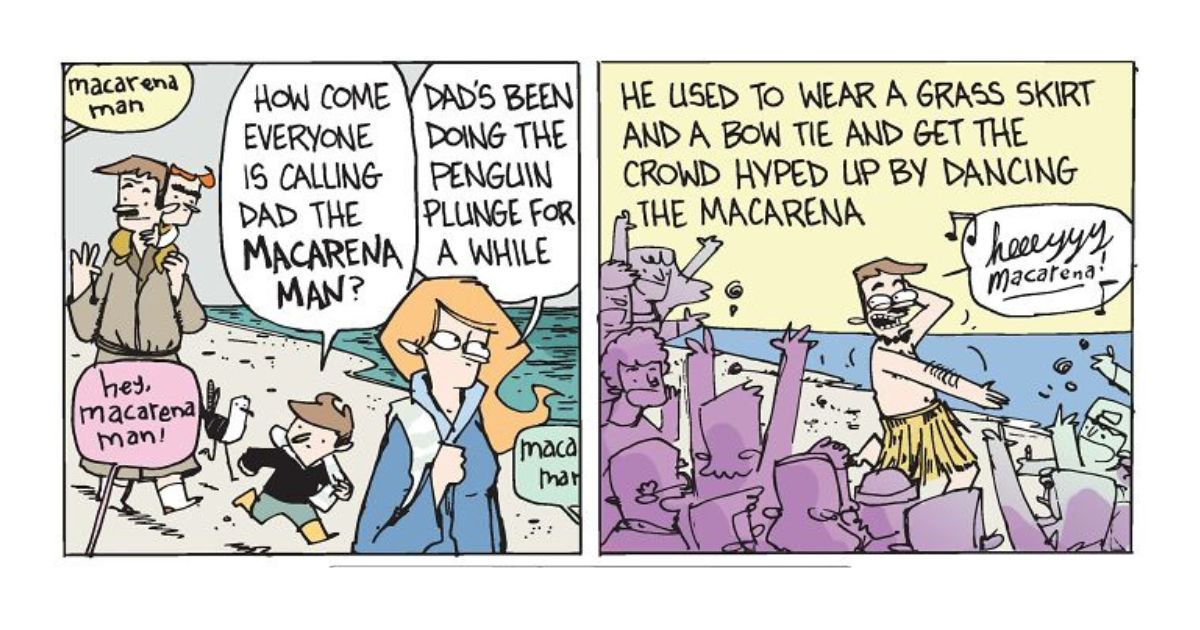 macarena
man
HOW COME
EVERYONE
IS CALLING
DAD THE
MACARENA
MAN?
DAD'S BEEN
DOING THE
PENGUIN
PLUNGE FOR
A WHILE
hey,
macarena
man!
maca
man
HE USED TO WEAR A GRASS SKIRT
AND A BOW TIE AND GET THE
CROWD HYPED UP BY DANCING
THE MACARENA
heeeyyy
macarena!